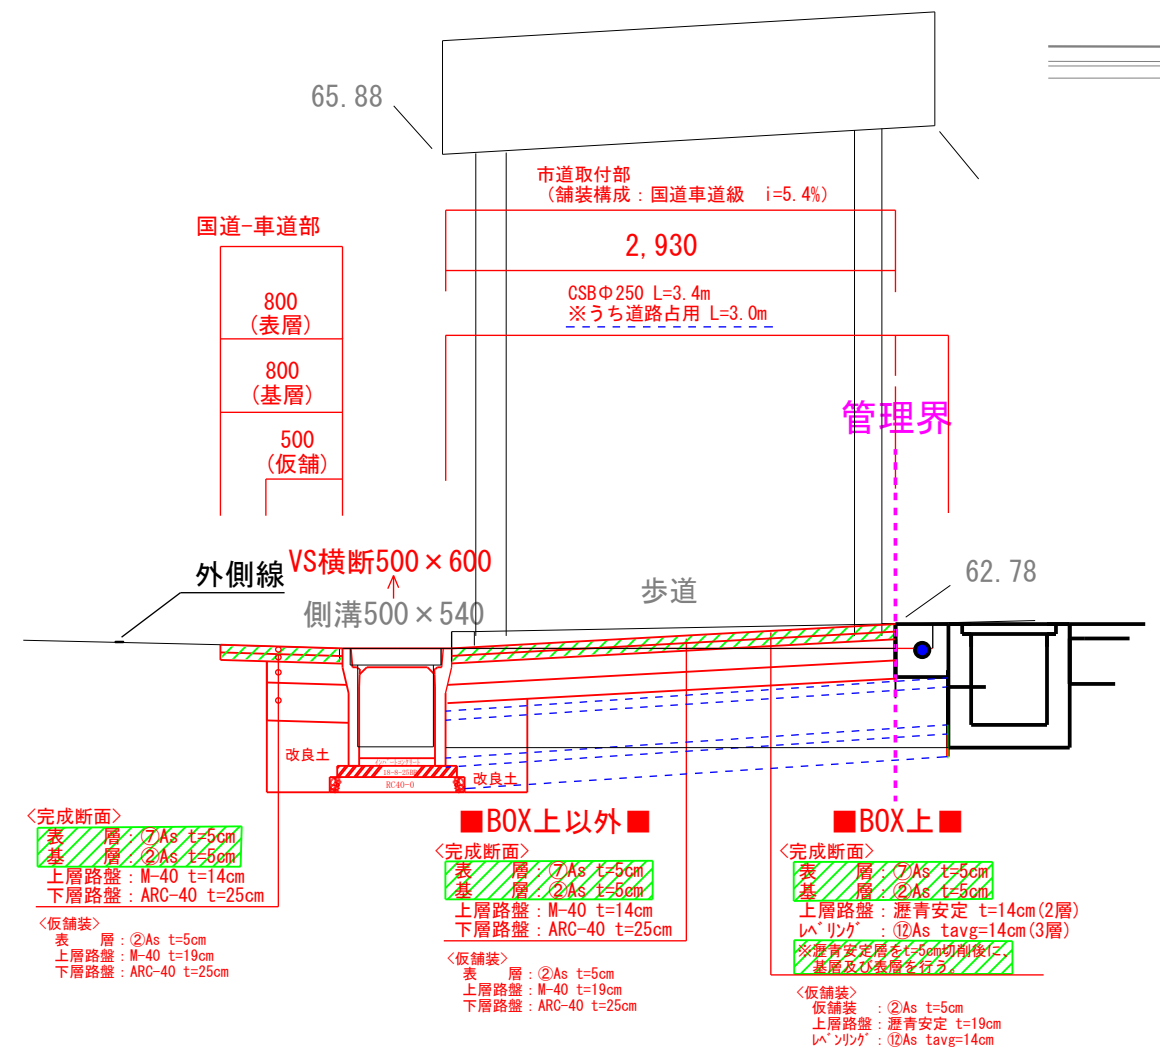 65.88
市道取付部
(舗装構成：国道車道級　i=5.4%)
国道-車道部
2,930
800
(表層)
CSBΦ250 L=3.4m
※うち道路占用 L=3.0m
800
(基層)
500
(仮舗)
管理界
外側線
VS横断500×600
側溝500×540
歩道
62.78
改良土
18-8-25BB
RC40-0
改良土
<完成断面>
表　　層：⑦As t=5cm
基　　層：②As t=5cm
上層路盤：M-40 t=14cm
下層路盤：ARC-40 t=25cm
<仮舗装>
表　　層：②As t=5cm
上層路盤：M-40 t=19cm
下層路盤：ARC-40 t=25cm
■BOX上以外■
<完成断面>
表　　層：⑦As t=5cm
基　　層：②As t=5cm
上層路盤：M-40 t=14cm
下層路盤：ARC-40 t=25cm
<仮舗装>
表　　層：②As t=5cm
上層路盤：M-40 t=19cm
下層路盤：ARC-40 t=25cm
■BOX上■
<完成断面>
表　　層：⑦As t=5cm
基　　層：②As t=5cm
上層路盤：瀝青安定 t=14cm(2層)
ﾚﾍﾞﾘﾝｸﾞ　：⑫As tavg=14cm(3層)
※瀝青安定層をt=5cm切削後に、
基層及び表層を行う。
<仮舗装>
仮舗装　：②As t=5cm
上層路盤：瀝青安定 t=19cm
ﾚﾍﾞﾝﾘﾝｸﾞ：⑫As tavg=14cm